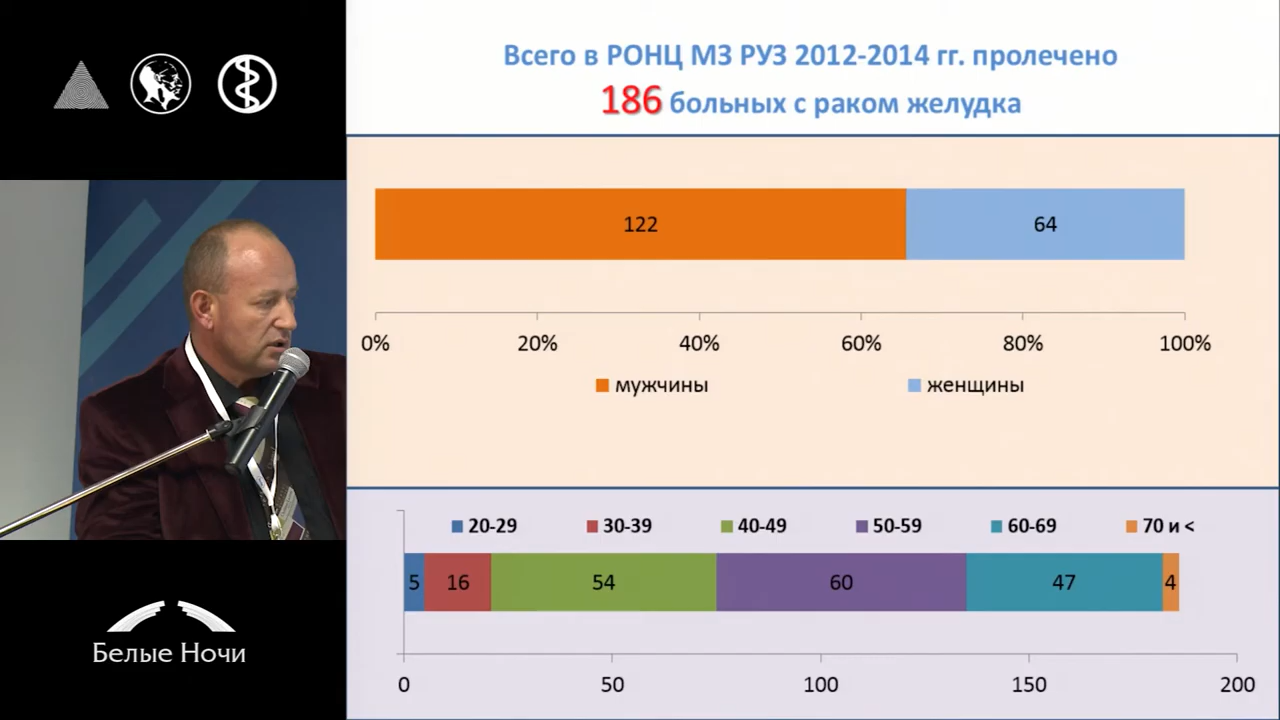 Всего в РОНЦ МЗ РУЗ 2012-2014 гг. пролечено
186 больных с раком желудка
122 64
0% 20% 40% 60% 80% 100%
мужчины женщины
20-29 30-39 40-49 50-59 60-69 70 и <
5 16 54 60 47 4
0 50 100 150 200
Белые Ночи